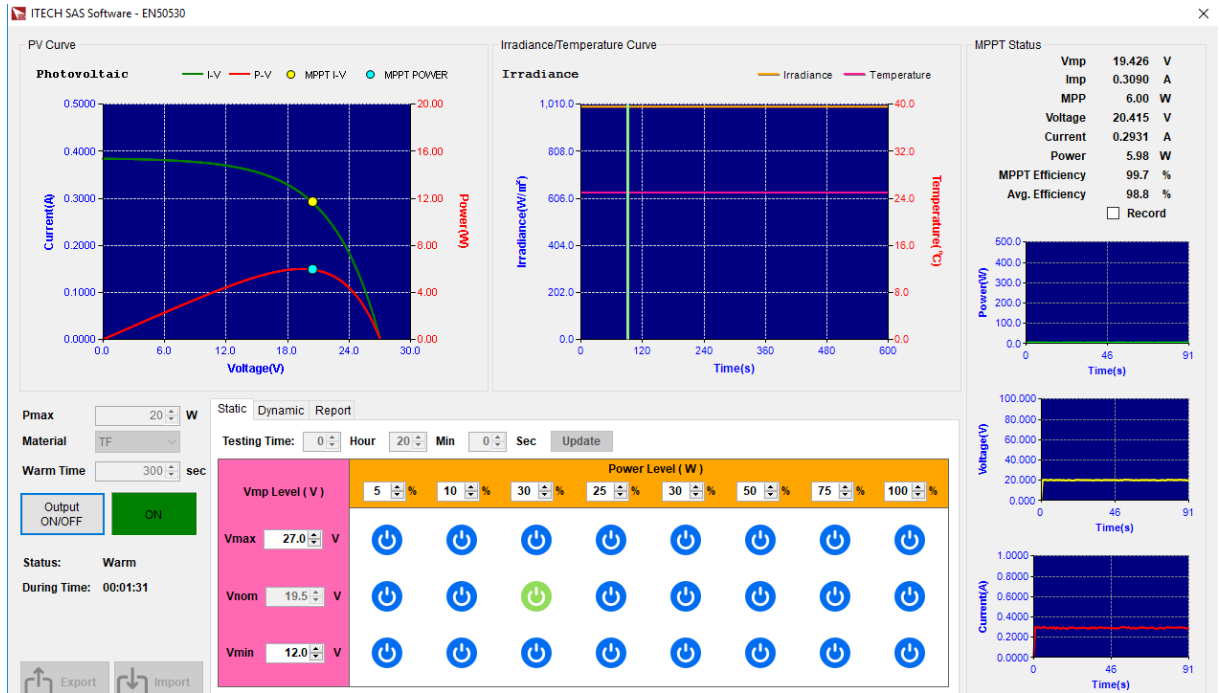 ITECH SAS Software - EN50530
PV Curve
Photovoltaic I-V P-V MPPT I-V MPPT POWER
0.5000 20.00
0.4000 16.00
0.3000 12.00
0.2000 8.00
0.1000 4.00
0.0000 0.00
Current(A)
Power(W)
0.0 6.0 12.0 18.0 24.0 30.0
Voltage(V)
Irradiance/Temperature Curve
Irradiance Irradiance Temperature
1,010.0 40.0
808.0 32.0
606.0 24.0
404.0 16.0
202.0 8.0
0.0 0.0
Irradiance(W/m²)
Temperature(℃)
0 120 240 360 480 600
Time(s)
MPPT Status
Vmp 19.426 V
Imp 0.3090 A
MPP 6.00 W
Voltage 20.415 V
Current 0.2931 A
Power 5.98 W
MPPT Efficiency 99.7 %
Avg. Efficiency 98.8 %
Record
500.0
400.0
300.0
200.0
100.0
0.0
Power(W)
0 46 91
Time(s)
100.000
80.000
60.000
40.000
20.000
0.000
Voltage(V)
0 46 91
Time(s)
1.0000
0.8000
0.6000
0.4000
0.2000
0.0000
Current(A)
0 46 91
Time(s)
Pmax 20 W
Material TF
Warm Time 300 sec
Output
ON/OFF
ON
Status: Warm
During Time: 00:01:31
Export Import
Static Dynamic Report
Testing Time: 0 Hour 20 Min 0 Sec Update
Vmp Level ( V ) Power Level ( W )
5 % 10 % 30 % 25 % 30 % 50 % 75 % 100 %
Vmax 27.0 V
Vnom 19.5 V
Vmin 12.0 V